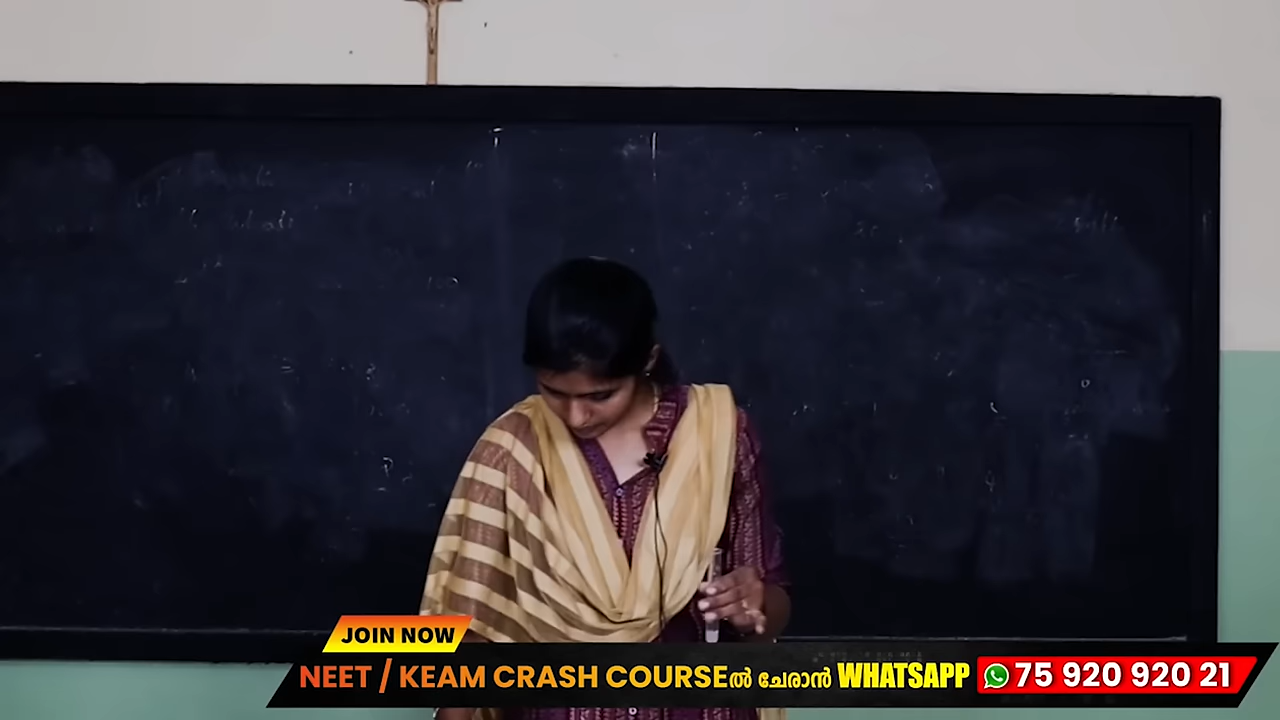 JOIN NOW
NEET / KEAM CRASH COURSEൽ ചേരാൻ WHATSAPP 75 920 920 21